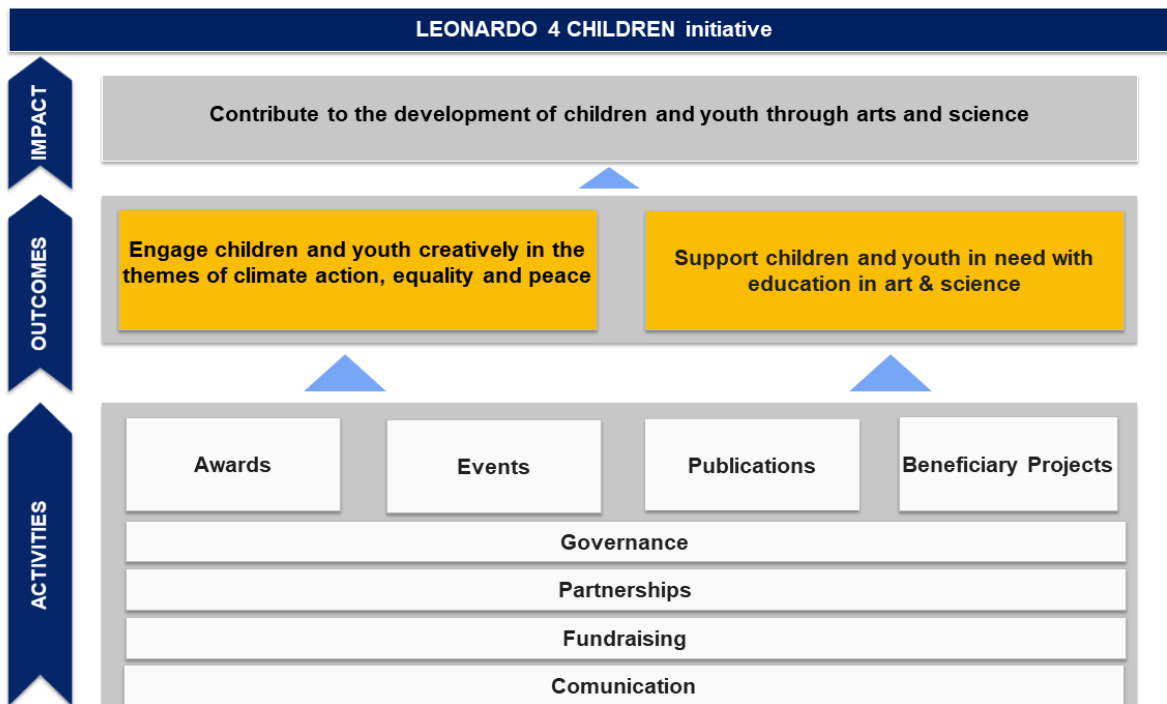 LEONARDO 4 CHILDREN initiative
IMPACT
Contribute to the development of children and youth through arts and science
OUTCOMES
Engage children and youth creatively in the
themes of climate action, equality and peace
Support children and youth in need with
education in art & science
ACTIVITIES
Awards
Events
Publications
Beneficiary Projects
Governance
Partnerships
Fundraising
Comunication